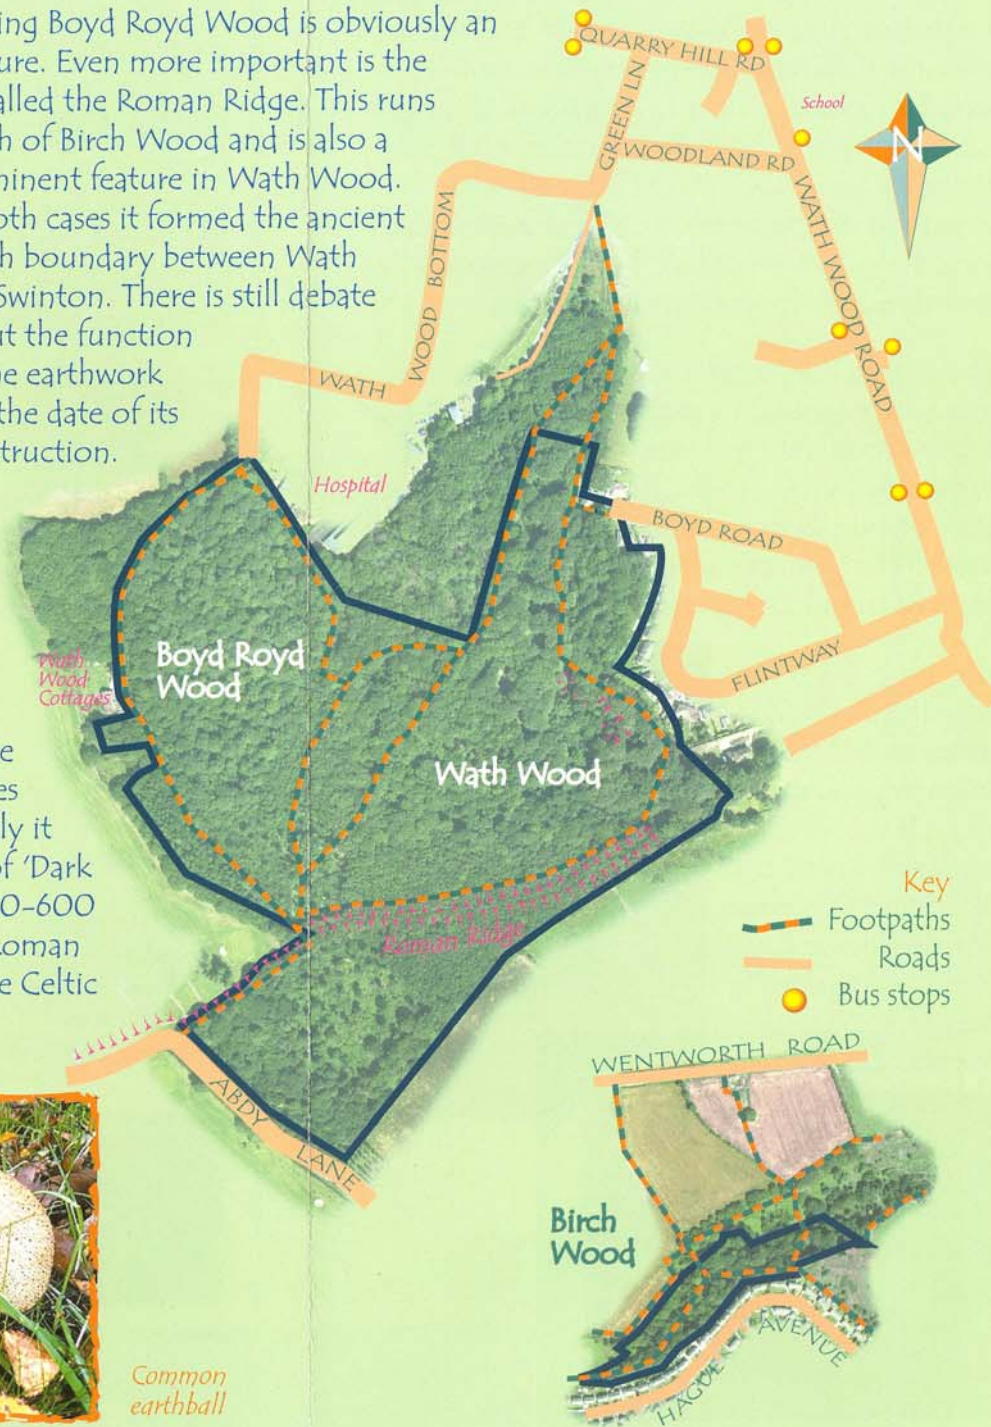 ing Boyd Royd Wood is obviously an
ure. Even more important is the
alled the Roman Ridge. This runs
h of Birch Wood and is also a
minent feature in Wath Wood.
oth cases it formed the ancient
h boundary between Wath
Swinton. There is still debate
ut the function
ne earthwork
the date of its
truction.
QUARRY HILL RD
GREEN LN
School
N
WOODLAND RD
WATH WOOD ROAD
WATH WOOD BOTTOM
Hospital
BOYD ROAD
FLINTWAY
Boyd Royd
Wood
Wath
Wood
Cottages
Wath Wood
e
es
ly it
of 'Dark
0-600
Roman
e Celtic
Roman Ridge
Key
Footpaths
Roads
Bus stops
ABDY LANE
WENTWORTH ROAD
Birch
Wood
HAGUE AVENUE
Common
earthball